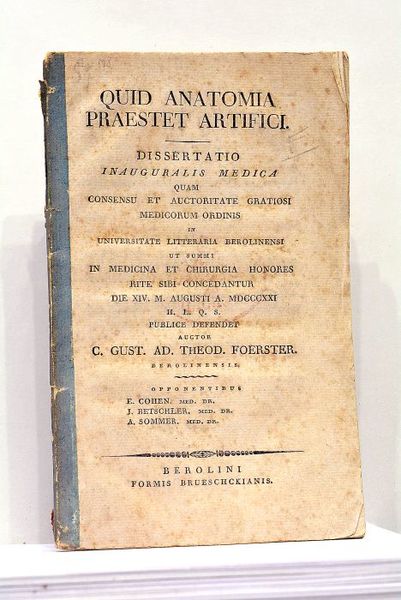 QUID ANATOMIA
PRAESTET ARTIFICI.
DISSERTATIO
INAUGURALIS MEDICA
QUAM
CONSENSU ET AUCTORITATE GRATIOSI
MEDICORUM ORDINIS
IN
UNIVERSITATE LITTERARIA BEROLINENSI
UT SUMMI
IN MEDICINA ET CHIRURGIA HONORES
RITE SIBI CONCEDANTUR
DIE XIV. M. AUGUSTI A. MDCCCXXI
H. L. Q. S.
PUBLICE DEFENDET
AUCTOR
C. GUST. AD. THEOD. FOERSTER.
BEROLINENSIS.
OPPONENTIBUS
E. COHEN, MED. DR.
J. RETSCHLER, MED. DR.
A. SOMMER, MED. DR.
BEROLINI
FORMIS BRUESCHCKIANIS.